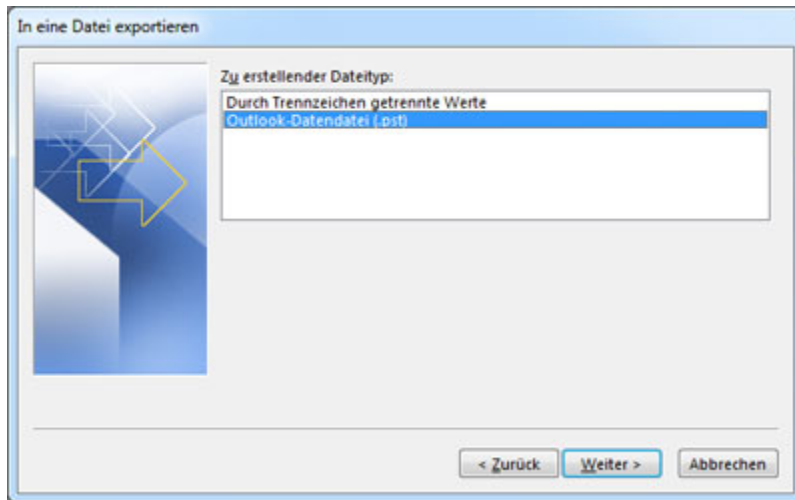 In eine Datei exportieren
Zu erstellender Dateityp:
Durch Trennzeichen getrennte Werte
Outlook-Datendatei (.pst)
< Zurück Weiter > Abbrechen